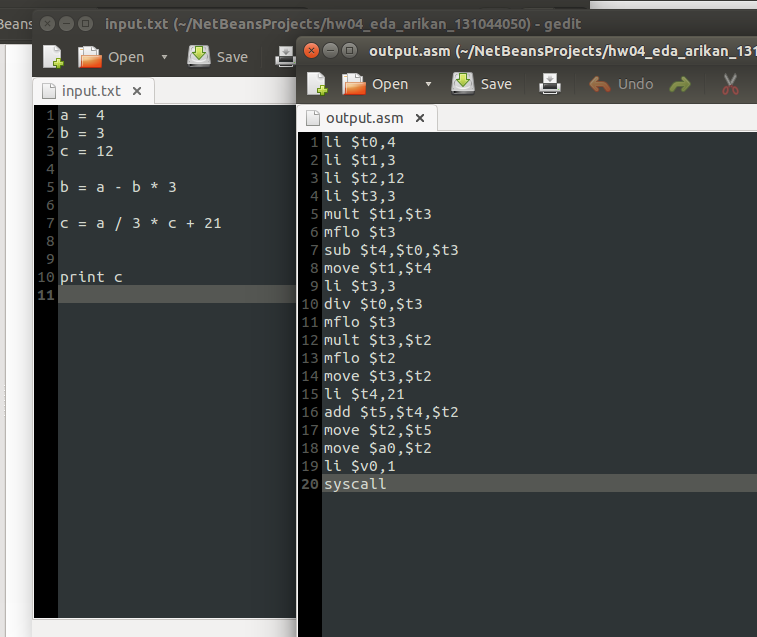 Beans
input.txt (~/NetBeansProjects/hw04_eda_arikan_131044050) - gedit
Open Save
input.txt ×
1 a = 4
2 b = 3
3 c = 12
4
5 b = a - b * 3
6
7 c = a / 3 * c + 21
8
9
10 print c
11
output.asm (~/NetBeansProjects/hw04_eda_arikan_131
Open Save Undo
output.asm ×
1 li $t0,4
2 li $t1,3
3 li $t2,12
4 li $t3,3
5 mult $t1,$t3
6 mflo $t3
7 sub $t4,$t0,$t3
8 move $t1,$t4
9 li $t3,3
10 div $t0,$t3
11 mflo $t3
12 mult $t3,$t2
13 mflo $t2
14 move $t3,$t2
15 li $t4,21
16 add $t5,$t4,$t2
17 move $t2,$t5
18 move $a0,$t2
19 li $v0,1
20 syscall